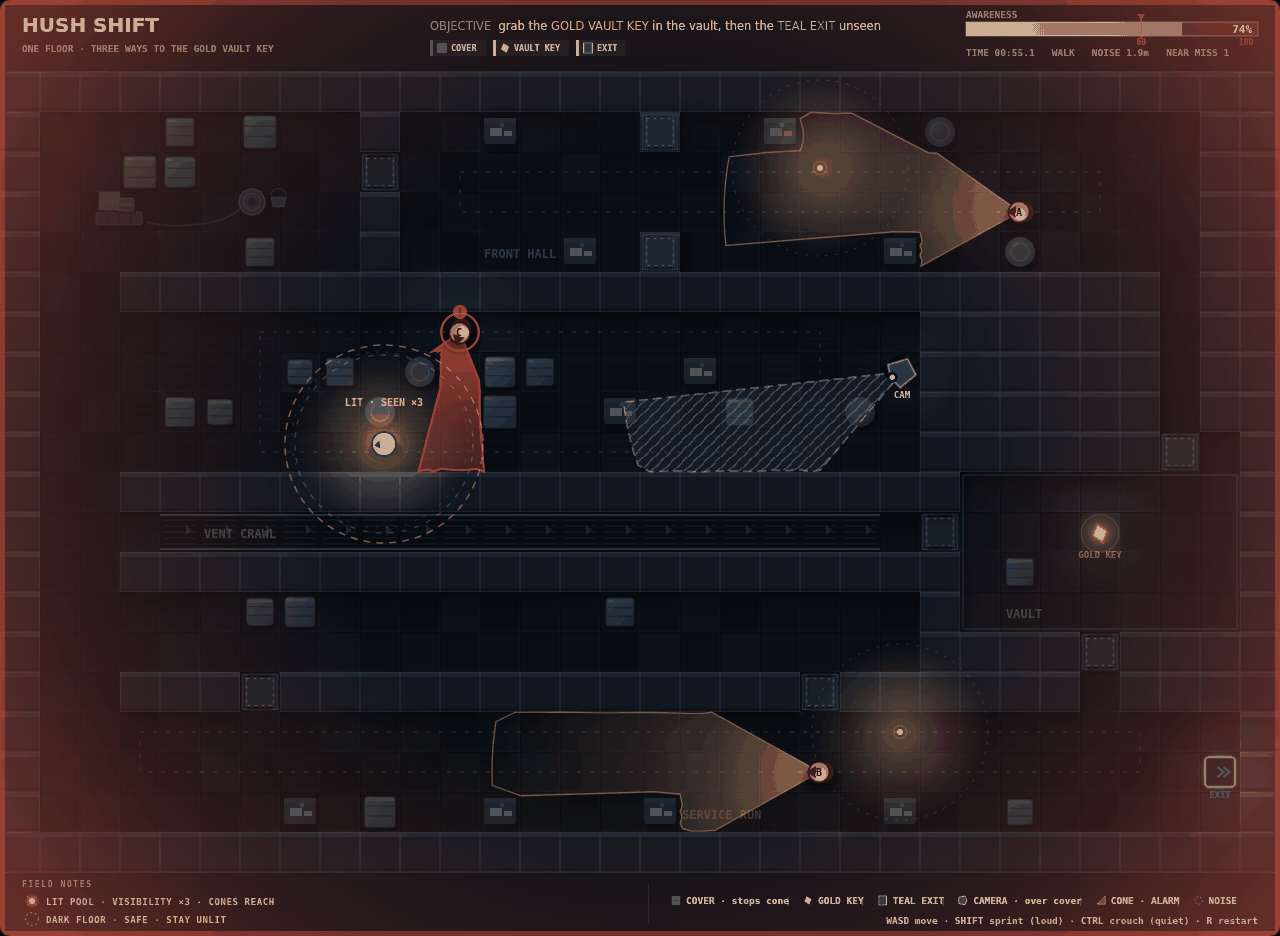 HUSH SHIFT
ONE FLOOR · THREE WAYS TO THE GOLD VAULT KEY
OBJECTIVE grab the GOLD VAULT KEY in the vault, then the TEAL EXIT unseen
COVER VAULT KEY EXIT
AWARENESS
74%
60 100
TIME 00:55.1 WALK NOISE 1.9m NEAR MISS 1
A
FRONT HALL
C
CAM
LIT · SEEN ×3
VENT CRAWL
GOLD KEY
VAULT
B
EXIT
SERVICE RUN
FIELD NOTES
LIT POOL · VISIBILITY ×3 · CONES REACH
DARK FLOOR · SAFE · STAY UNLIT
COVER · stops cone GOLD KEY TEAL EXIT CAMERA · over cover CONE · ALARM NOISE
WASD move · SHIFT sprint (loud) · CTRL crouch (quiet) · R restart